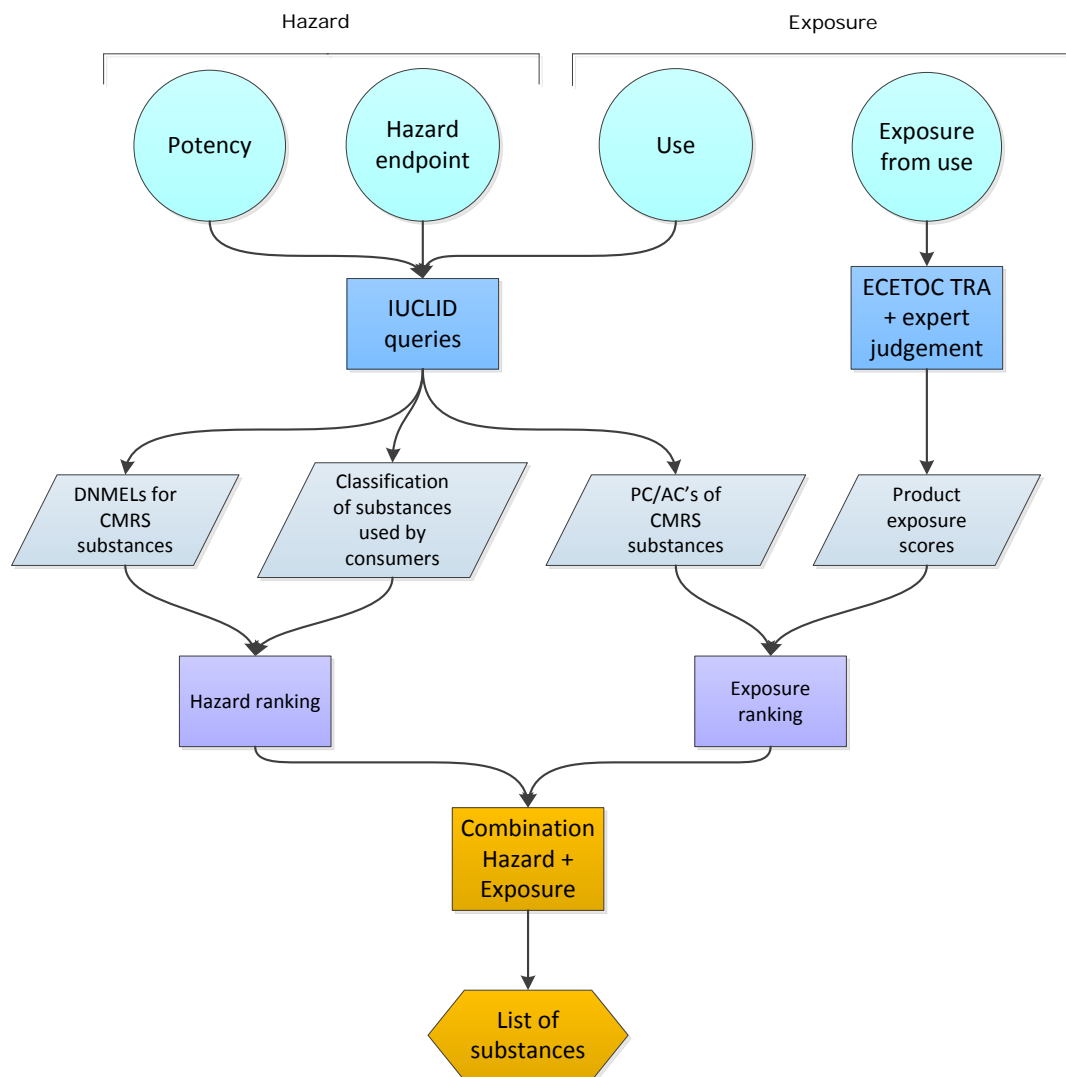 Hazard
Exposure
Potency
Hazard
endpoint
Use
Exposure
from use
IUCLID
queries
ECETOC TRA
+ expert
judgement
DNMELs for
CMRS
substances
Classification
of substances
used by
consumers
PC/AC’s of
CMRS
substances
Product
exposure
scores
Hazard ranking
Exposure
ranking
Combination
Hazard +
Exposure
List of
substances